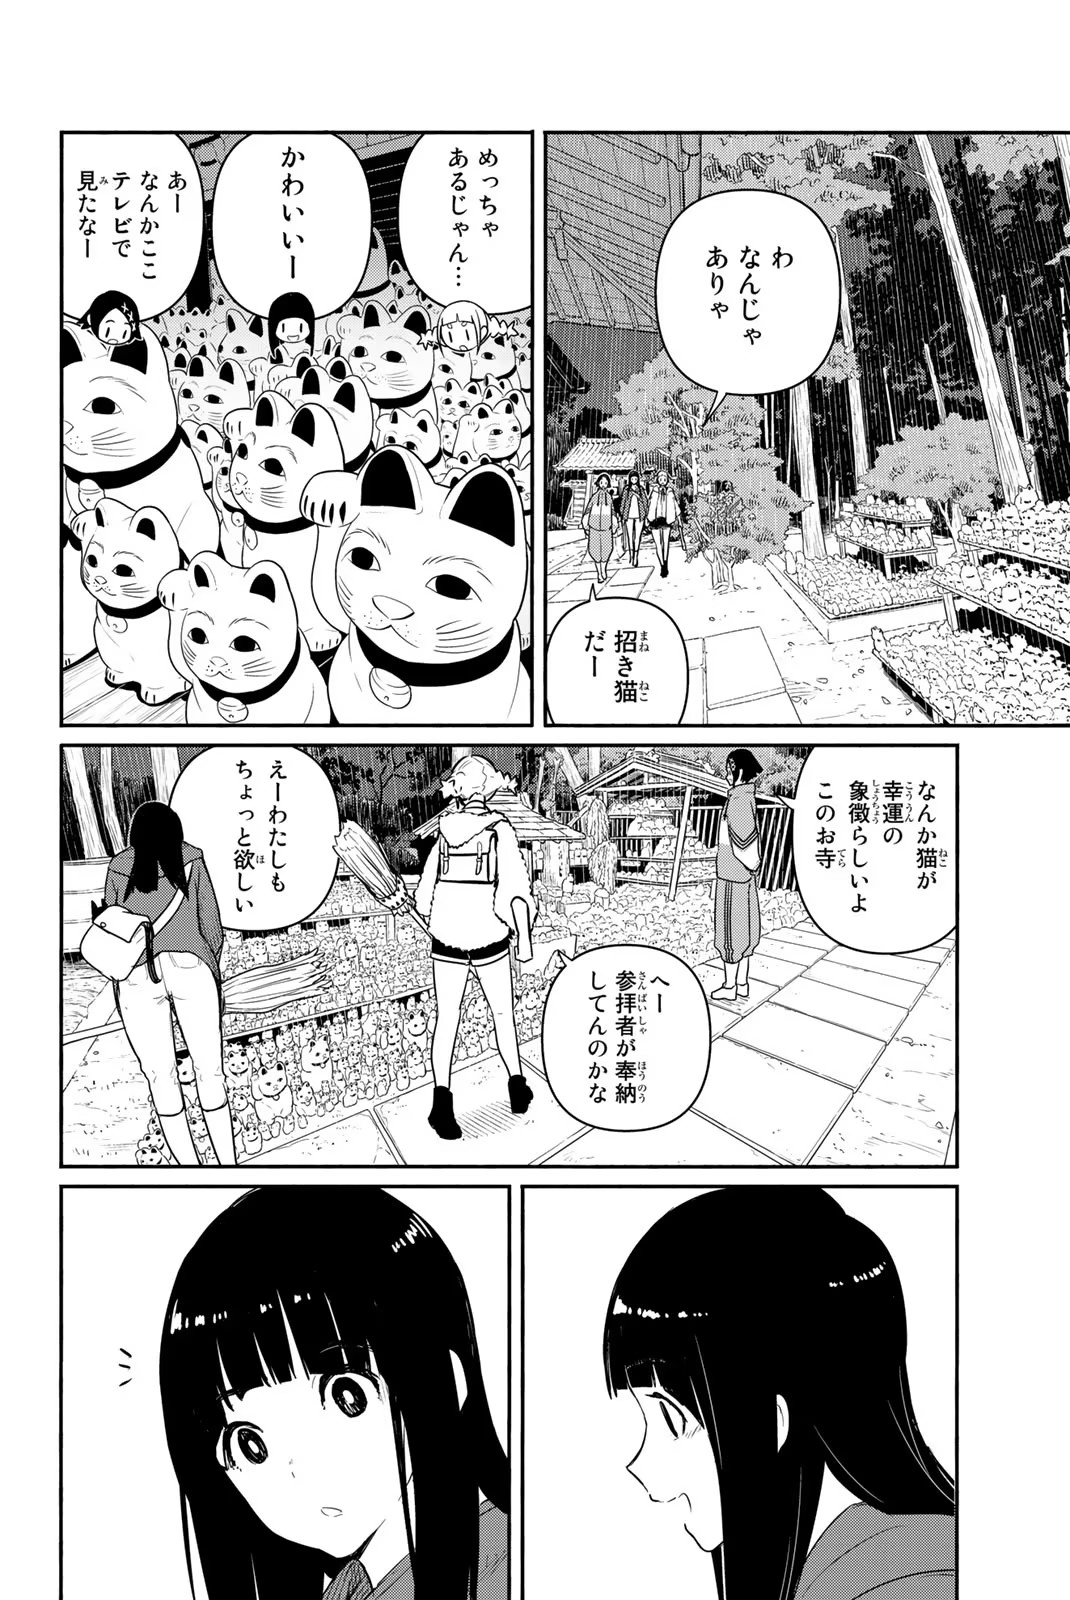 わ
なんじゃ
ありゃ
招き猫
だー
めっちゃ
あるじゃん…
かわいいー
あー
なんかここ
テレビで
見たなー
なんか猫が
幸運の
象徴らしいよ
このお寺
へー
参拝者が奉納
してんのかな
えーわたしも
ちょっと欲しい